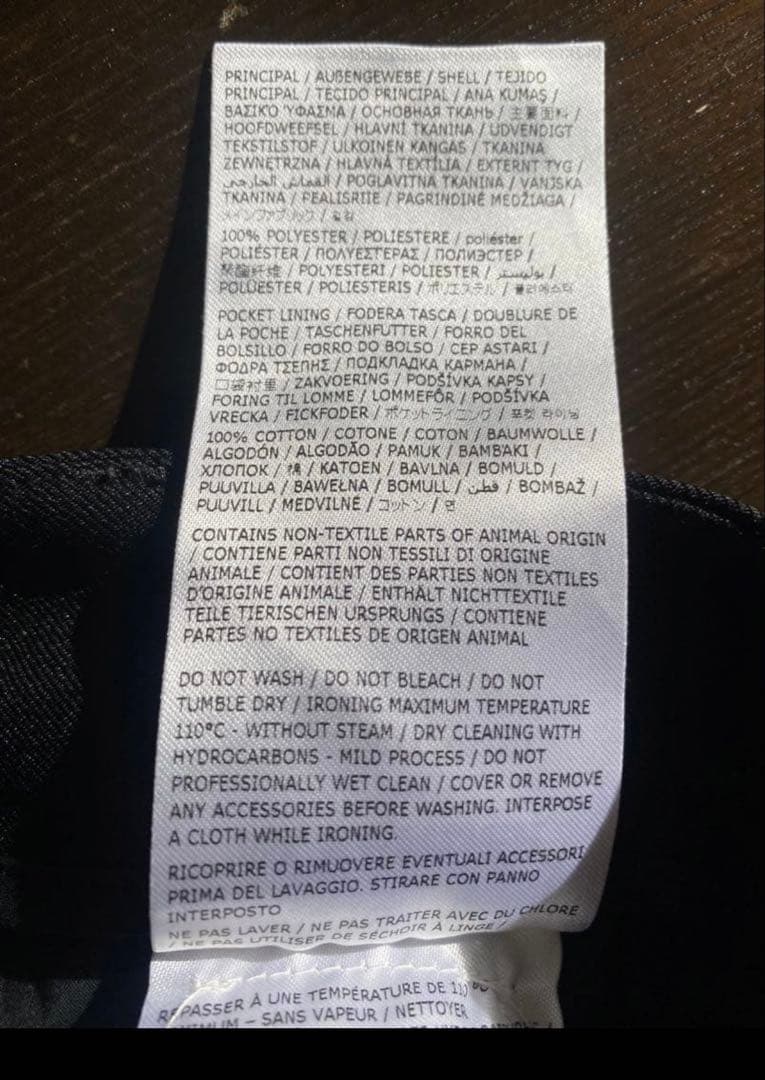 PRINCIPAL / AUßENGEWEBE / SHELL / TEJIDO
PRINCIPAL / TECIDO PRINCIPAL / ANA KUMAŞ /
ΒΑΣΙΚΌ ΎΦΑΣΜΑ / ОСНОВНАЯ ТКАНЬ / 主要面料 /
HOOFDWEEFSEL / HLAVNÍ TKANINA / UDVENDIGT
TEKSTILSTOF / ULKOINEN KANGAS / TKANINA
ZEWNĘTRZNA / HLAVNÁ TEXTÍLIA / EXTERNT TYG /
القماش الخارجي / POGLAVITNA TKANINA / VANJSKA
TKANINA / PEALISRIIE / PAGRINDINĖ MEDŽIAGA /
メインファブリック / 겉감
100% POLYESTER / POLIESTERE / poliéster /
POLIÉSTER / ΠΟΛΥΕΣΤΕΡΑΣ / ПОЛИЭСТЕР /
聚酯纤维 / POLYESTERI / POLIESTER / بوليستر /
POLÜESTER / POLIESTERIS / ポリエステル / 폴리에스터
POCKET LINING / FODERA TASCA / DOUBLURE DE
LA POCHE / TASCHENFUTTER / FORRO DEL
BOLSILLO / FORRO DO BOLSO / CEP ASTARI /
ΦΟΔΡΑ ΤΣΕΠΗΣ / ПОДКЛАДКА КАРМАНА /
口袋衬里 / ZAKVOERING / PODŠÍVKA KAPSY /
FORING TIL LOMME / LOMMEFÔR / PODŠÍVKA
VRECKA / FICKFODER / ポケットライニング / 포켓 라이닝
100% COTTON / COTONE / COTON / BAUMWOLLE /
ALGODÓN / ALGODÃO / PAMUK / ΒΑΜΒΑΚΙ /
ХЛОПОК / 棉 / KATOEN / BAVLNA / BOMULD /
PUUVILLA / BAWEŁNA / BOMULL / قطن / BOMBAŽ /
PUUVILL / MEDVILNĖ / コットン / 면
CONTAINS NON-TEXTILE PARTS OF ANIMAL ORIGIN
/ CONTIENE PARTI NON TESSILI DI ORIGINE
ANIMALE / CONTIENT DES PARTIES NON TEXTILES
D'ORIGINE ANIMALE / ENTHÄLT NICHTTEXTILE
TEILE TIERISCHEN URSPRUNGS / CONTIENE
PARTES NO TEXTILES DE ORIGEN ANIMAL
DO NOT WASH / DO NOT BLEACH / DO NOT
TUMBLE DRY / IRONING MAXIMUM TEMPERATURE
110°C - WITHOUT STEAM / DRY CLEANING WITH
HYDROCARBONS - MILD PROCESS / DO NOT
PROFESSIONALLY WET CLEAN / COVER OR REMOVE
ANY ACCESSORIES BEFORE WASHING. INTERPOSE
A CLOTH WHILE IRONING.
RICOPRIRE O RIMUOVERE EVENTUALI ACCESSORI
PRIMA DEL LAVAGGIO. STIRARE CON PANNO
INTERPOSTO
NE PAS LAVER / NE PAS TRAITER AVEC DU CHLORE
/ NE PAS UTILISER DE SÉCHOIR À LINGE /
REPASSER À UNE TEMPÉRATURE DE 110
– SANS VAPEUR / NETTOYER